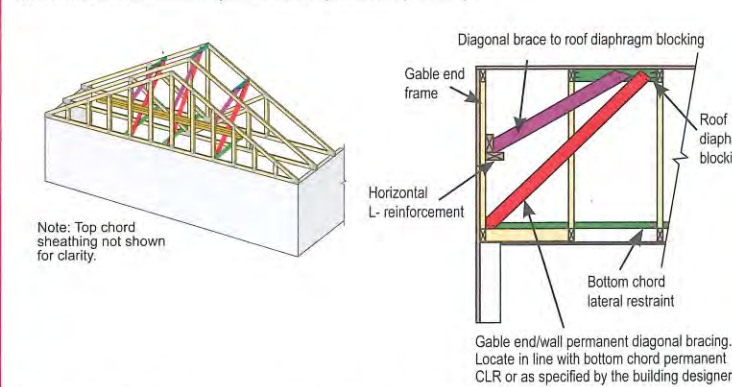 Note: Top chord
sheathing not shown
for clarity.
Diagonal brace to roof diaphragm blocking
Gable end
frame
Roof
Horizontal
L- reinforcement
Bottom chord
lateral restraint
Gable end/wall permanent diagonal bracing.
Locate in line with bottom chord permanent
CLR or as specified by the building designer